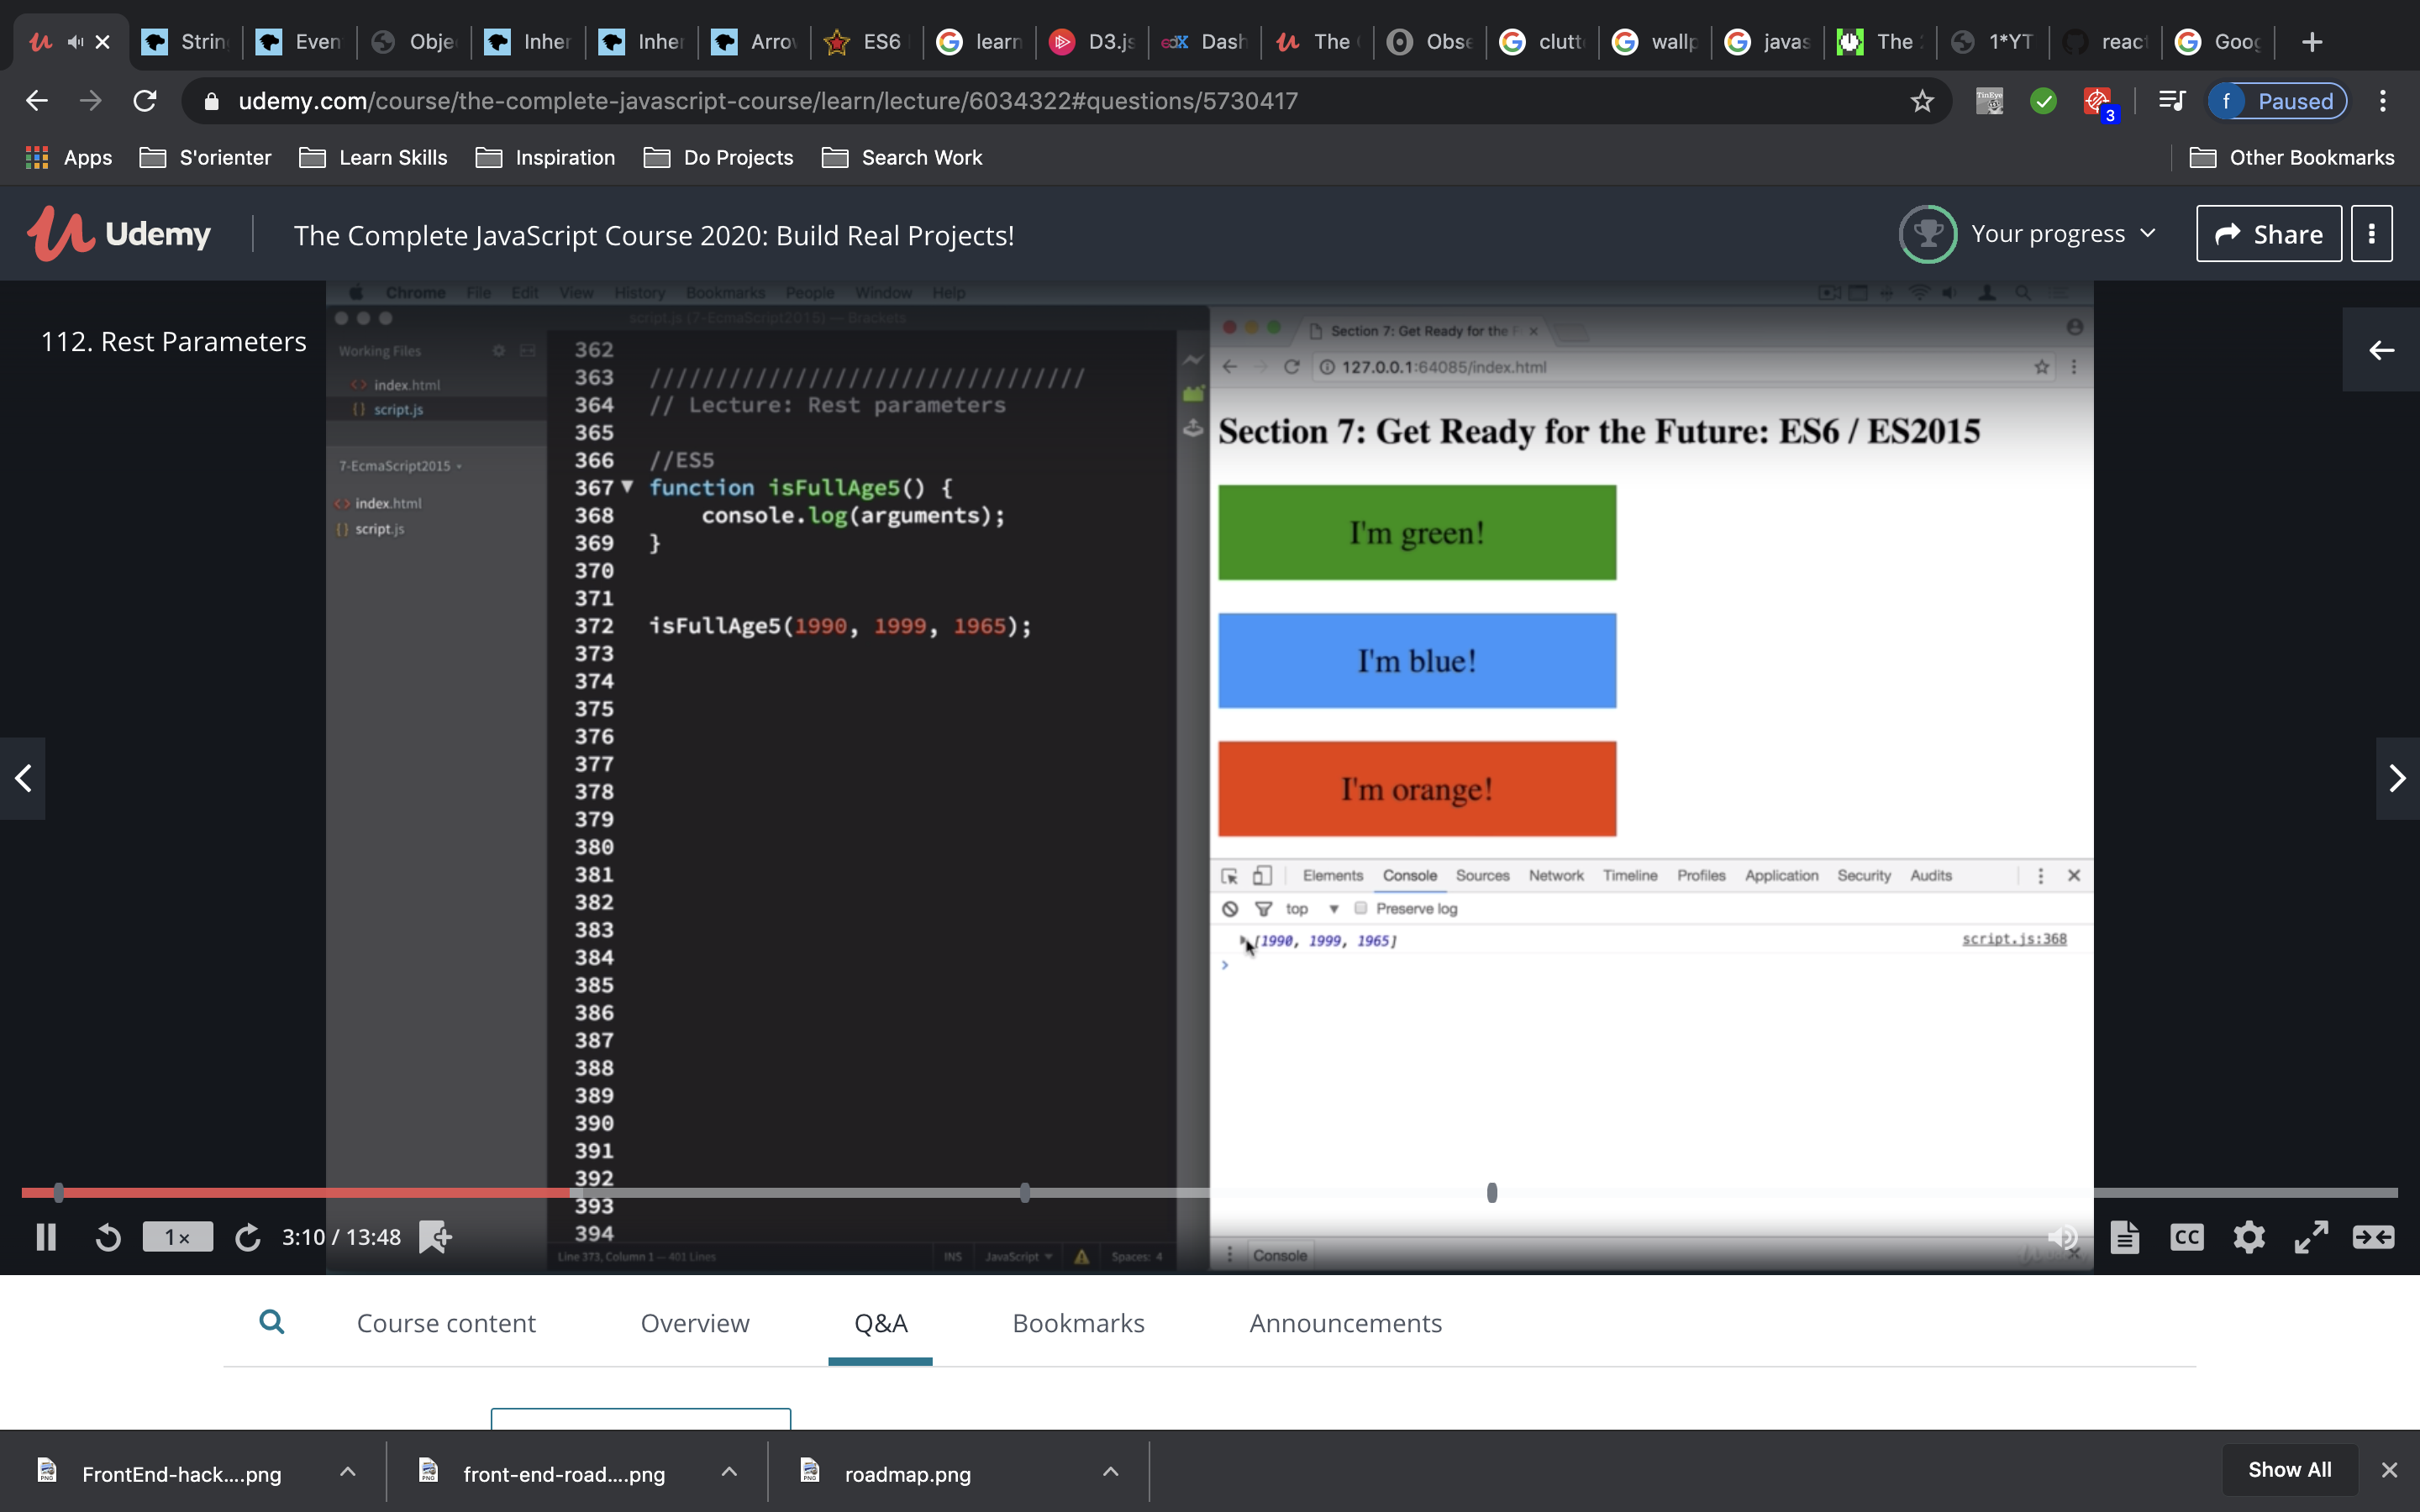 Strin
Even
Obje
Inher
Inher
Arro
ES6
learn
D3.js
edX Dash
The
Obse
clutt
wallp
javas
The
1*YT
react
Goog
udemy.com/course/the-complete-javascript-course/learn/lecture/6034322#questions/5730417
TinEye
3
f Paused
Apps
S'orienter
Learn Skills
Inspiration
Do Projects
Search Work
Other Bookmarks
Udemy
The Complete JavaScript Course 2020: Build Real Projects!
Your progress
Share
112. Rest Parameters
Chrome File Edit View History Bookmarks People Window Help
script.js (7-EcmaScript2015) — Brackets
Working Files
<> index.html
{} script.js
7-EcmaScript2015
<> index.html
{} script.js
362
363 /////////////////////////////////
364 // Lecture: Rest parameters
365
366 //ES5
367 function isFullAge5() {
368 console.log(arguments);
369 }
370
371
372 isFullAge5(1990, 1999, 1965);
373
374
375
376
377
378
379
380
381
382
383
384
385
386
387
388
389
390
391
392
393
394
Line 373, Column 1 — 401 Lines
INS
JavaScript
Spaces: 4
Section 7: Get Ready for the F
127.0.0.1:64085/index.html
Section 7: Get Ready for the Future: ES6 / ES2015
I'm green!
I'm blue!
I'm orange!
Elements Console Sources Network Timeline Profiles Application Security Audits
top
Preserve log
[1990, 1999, 1965]
script.js:368
Console
1x
3:10 / 13:48
CC
Course content
Overview
Q&A
Bookmarks
Announcements
FrontEnd-hack....png
front-end-road....png
roadmap.png
Show All